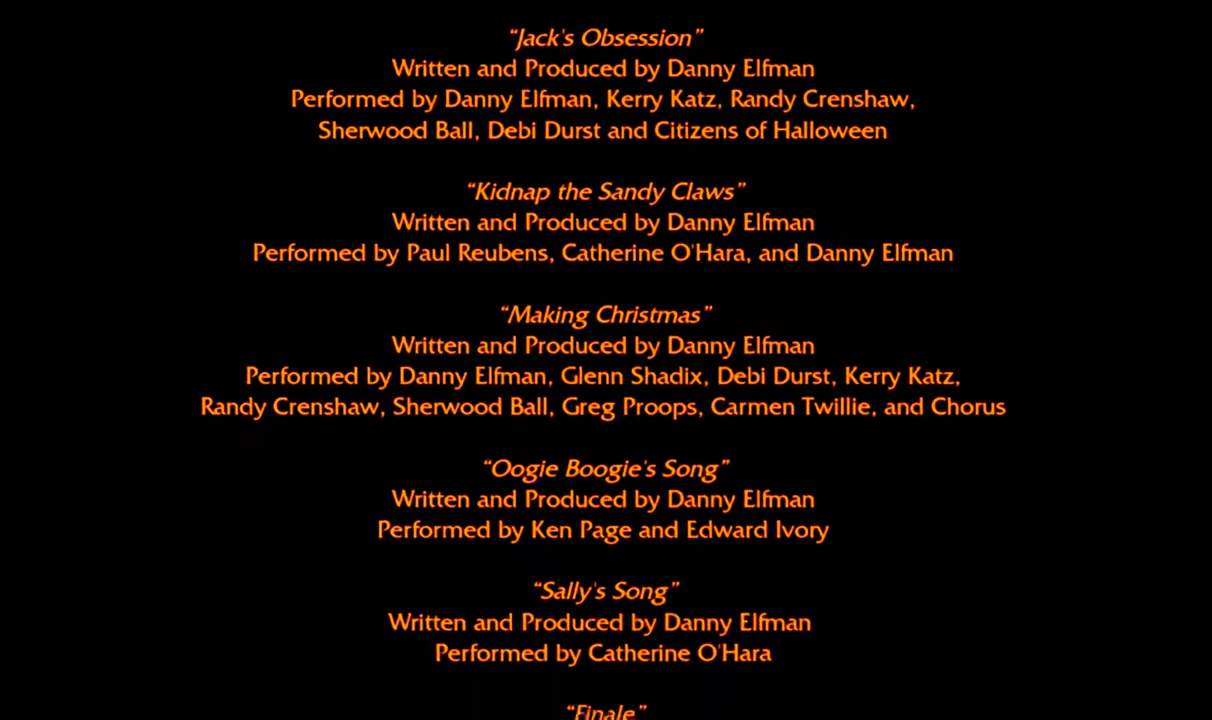 “Jack's Obsession”
Written and Produced by Danny Elfman
Performed by Danny Elfman, Kerry Katz, Randy Crenshaw,
Sherwood Ball, Debi Durst and Citizens of Halloween
“Kidnap the Sandy Claws”
Written and Produced by Danny Elfman
Performed by Paul Reubens, Catherine O'Hara, and Danny Elfman
“Making Christmas”
Written and Produced by Danny Elfman
Performed by Danny Elfman, Glenn Shadix, Debi Durst, Kerry Katz,
Randy Crenshaw, Sherwood Ball, Greg Proops, Carmen Twillie, and Chorus
“Oogie Boogie's Song”
Written and Produced by Danny Elfman
Performed by Ken Page and Edward Ivory
“Sally's Song”
Written and Produced by Danny Elfman
Performed by Catherine O'Hara
“Finale”